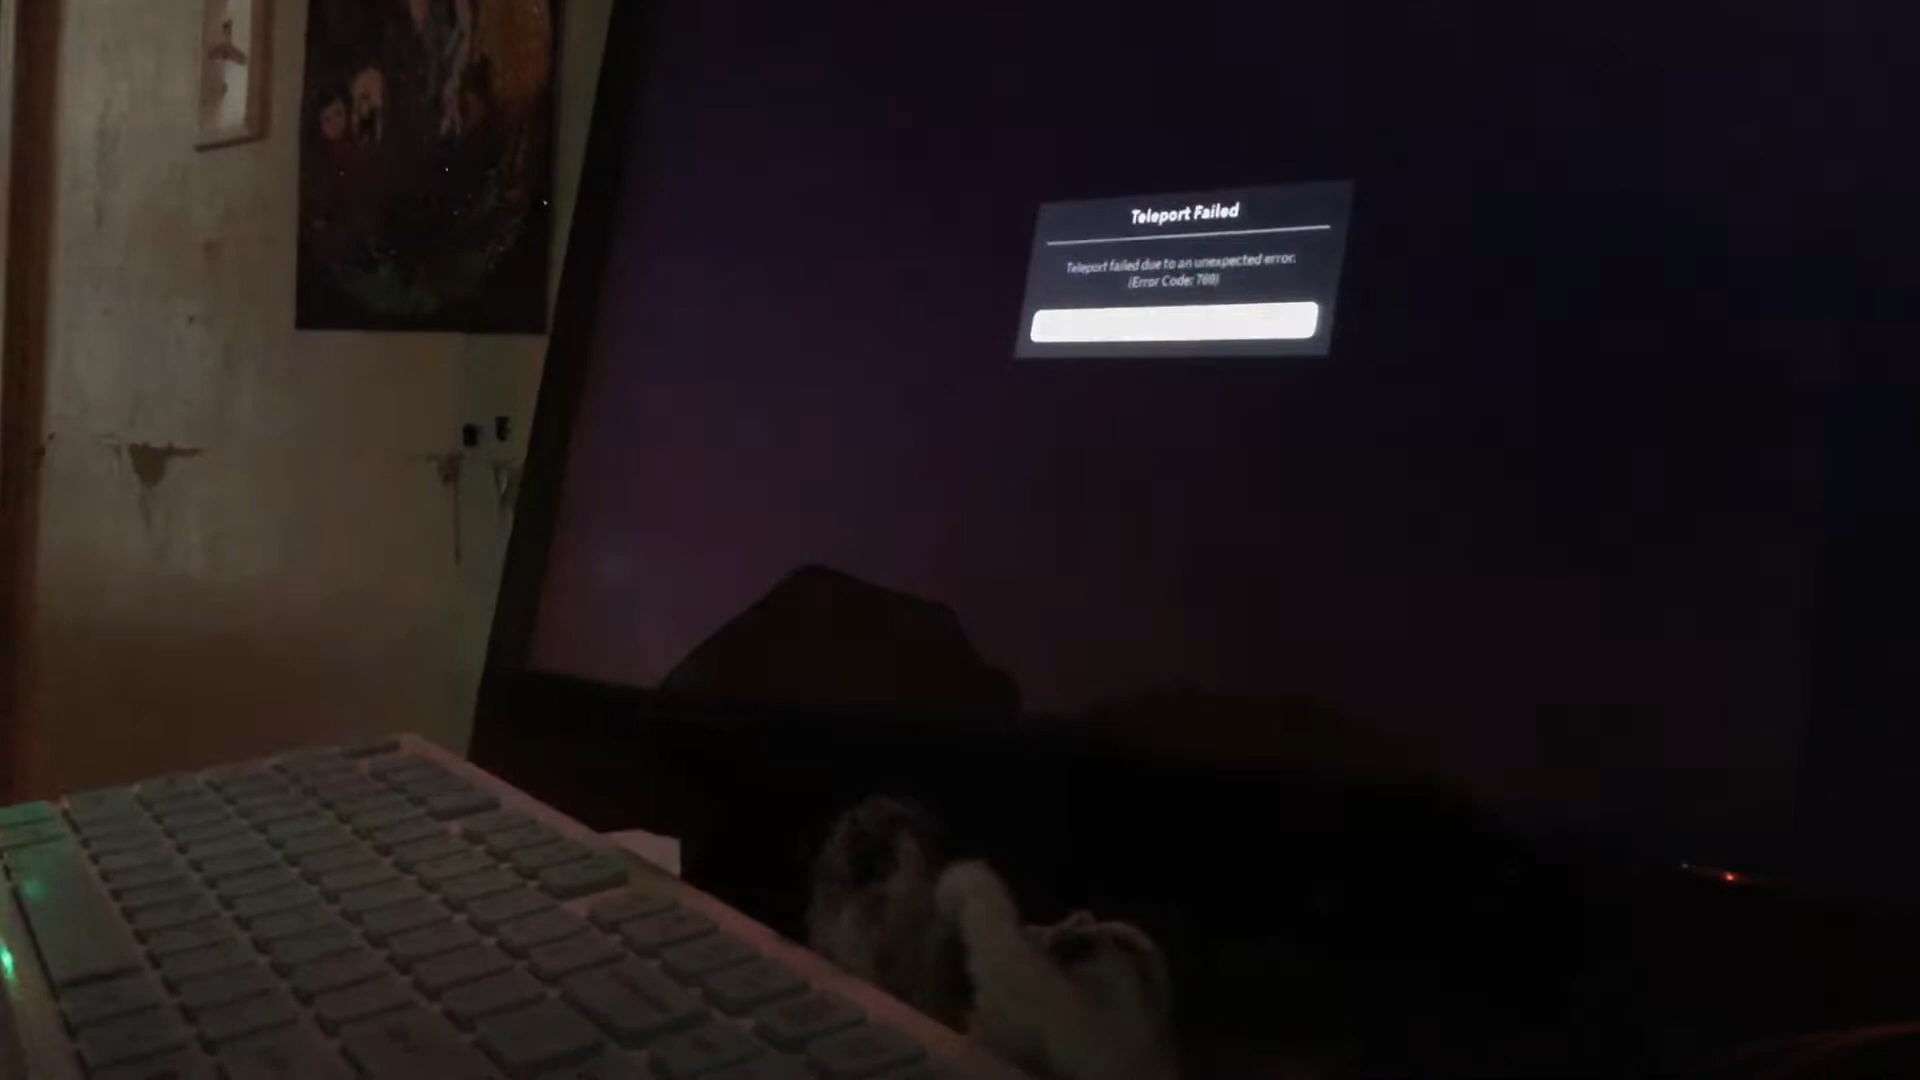 Teleport Failed
Teleport failed due to an unexpected error.
(Error Code: 769)